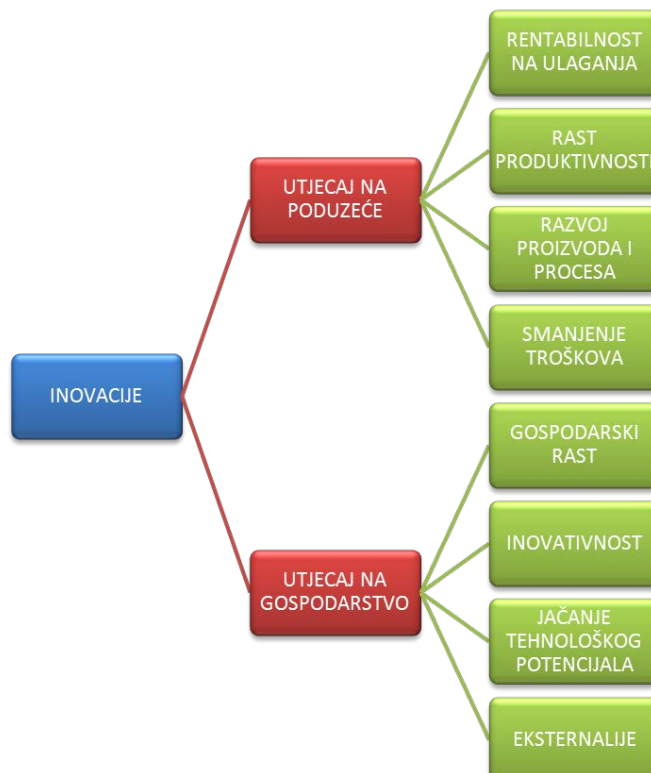 RENTABILNOST
NA ULAGANJA
RAST
PRODUKTIVNOSTI
UTJECAJ NA
PODUZEĆE
RAZVOJ
PROIZVODA I
PROCESA
SMANJENJE
TROŠKOVA
INOVACIJE
GOSPODARSKI
RAST
INOVATIVNOST
UTJECAJ NA
GOSPODARSTVO
JAČANJE
TEHNOLOŠKOG
POTENCIJALA
EKSTERNALIJE